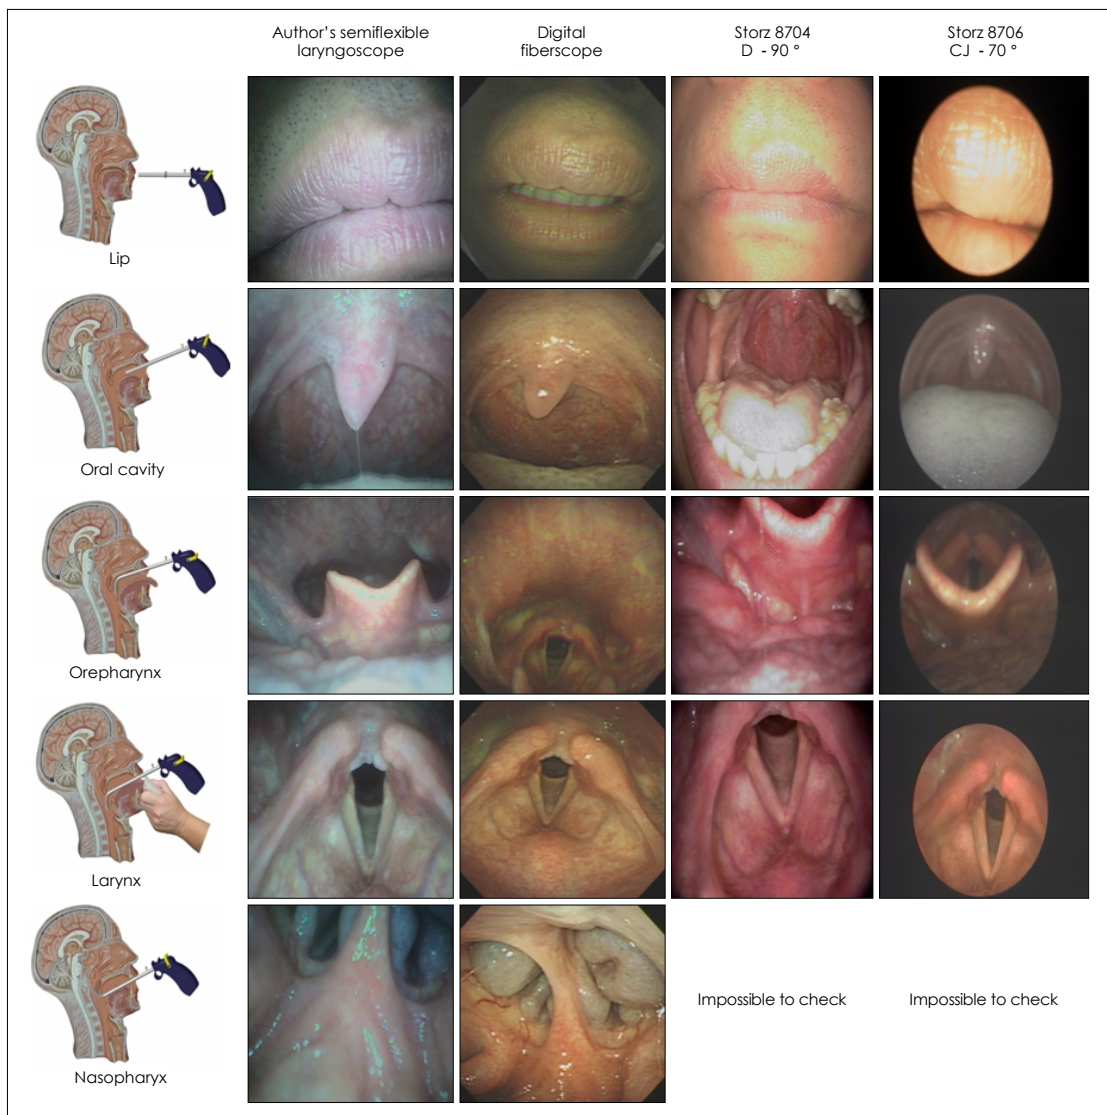 Author's semiflexible
laryngoscope
Digital
fiberscope
Storz 8704
D - 90 °
Storz 8706
CJ - 70 °
Lip
Oral cavity
Orepharynx
Larynx
Nasopharyx
Impossible to check
Impossible to check